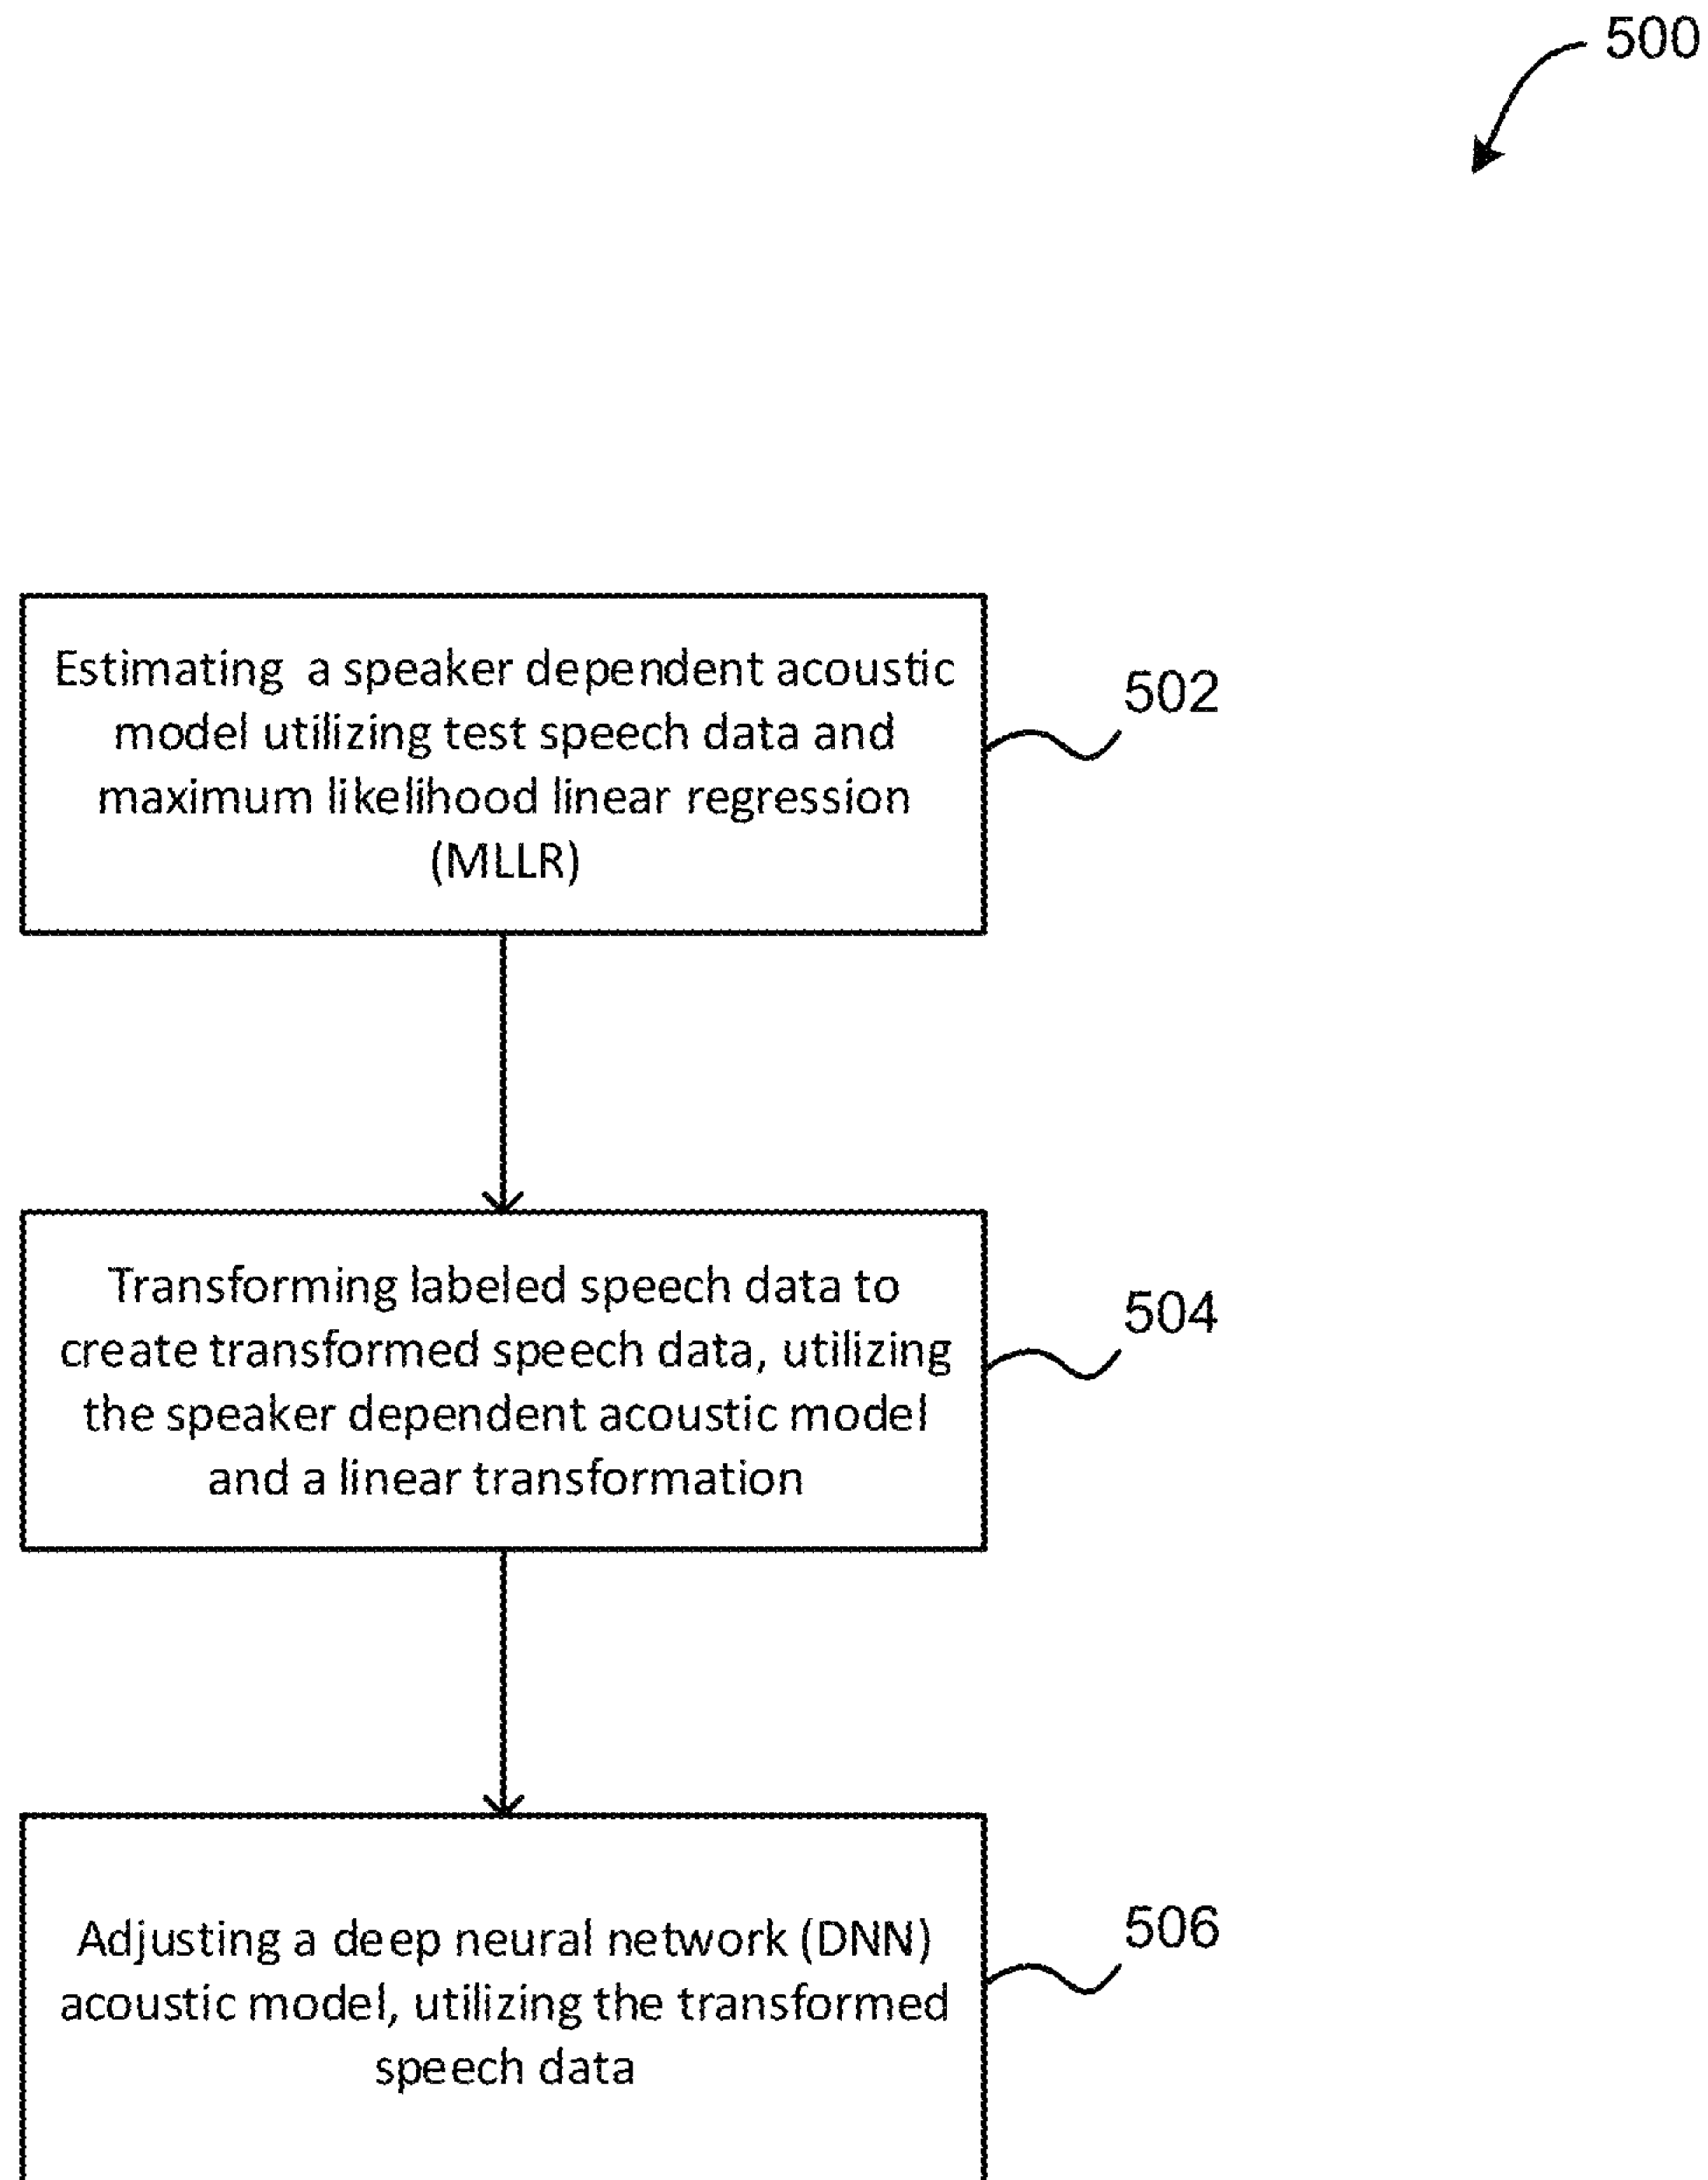 500
Estimating a speaker dependent acoustic
model utilizing test speech data and
maximum likelihood linear regression
(MLLR)
502
Transforming labeled speech data to
create transformed speech data, utilizing
the speaker dependent acoustic model
and a linear transformation
504
Adjusting a deep neural network (DNN)
acoustic model, utilizing the transformed
speech data
506